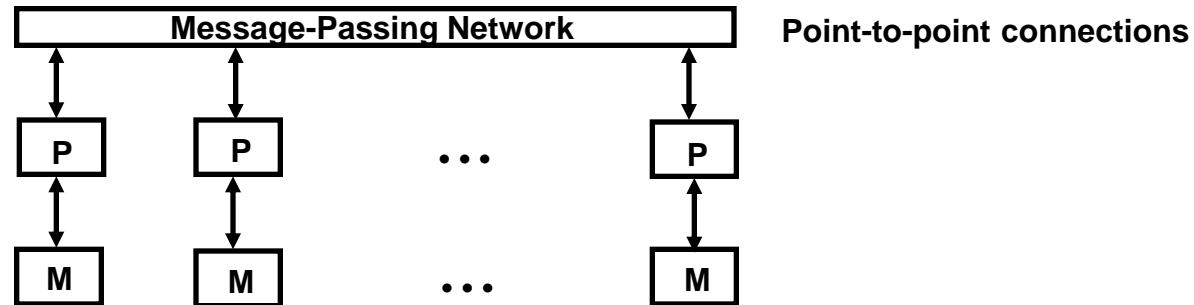 Message-Passing Network
Point-to-point connections
P P ... P
M M ... M